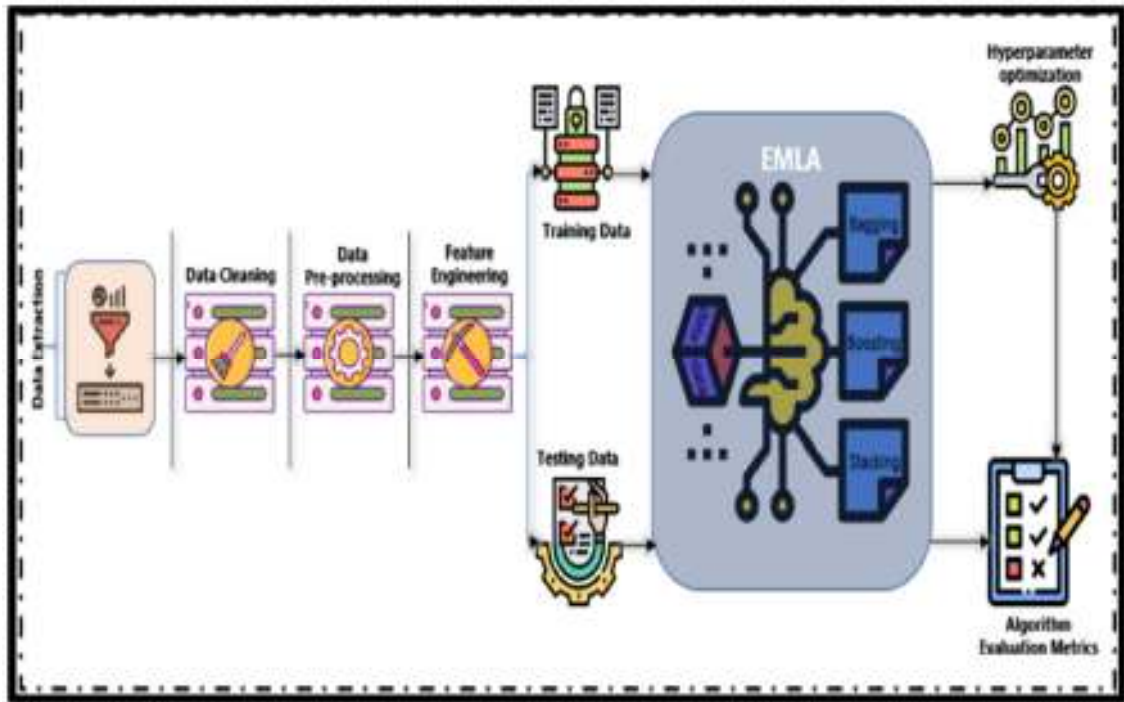 Data Extraction
Data Cleaning
Data
Pre-processing
Feature
Engineering
Training Data
Testing Data
EMLA
Bagging
Boosting
Stacking
Hyperparameter
optimization
Algorithm
Evaluation Metrics